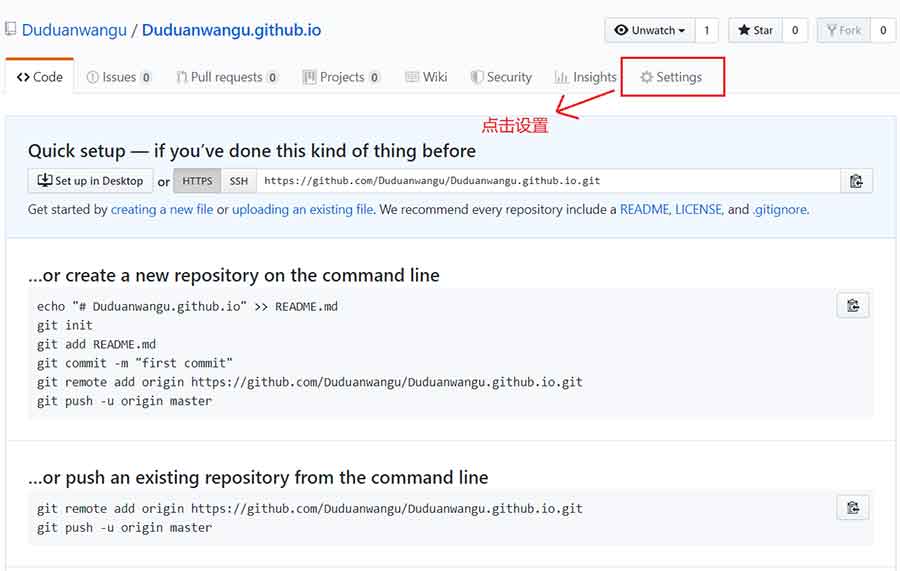 Duduanwangu / Duduanwangu.github.io
Unwatch 1 Star 0 Fork 0
Code Issues 0 Pull requests 0 Projects 0 Wiki Security Insights Settings
点击设置
Quick setup — if you’ve done this kind of thing before
Set up in Desktop or HTTPS SSH https://github.com/Duduanwangu/Duduanwangu.github.io.git
Get started by creating a new file or uploading an existing file. We recommend every repository include a README, LICENSE, and .gitignore.
…or create a new repository on the command line
echo "# Duduanwangu.github.io" >> README.md
git init
git add README.md
git commit -m "first commit"
git remote add origin https://github.com/Duduanwangu/Duduanwangu.github.io.git
git push -u origin master
…or push an existing repository from the command line
git remote add origin https://github.com/Duduanwangu/Duduanwangu.github.io.git
git push -u origin master